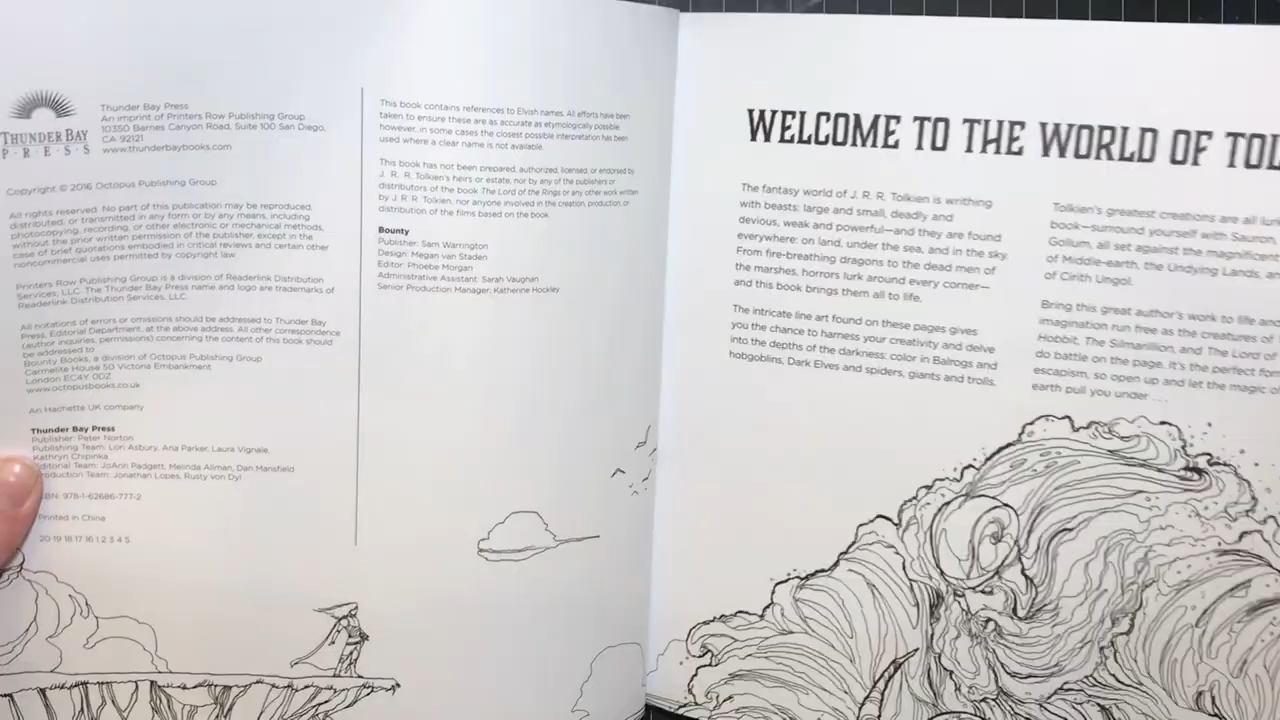 THUNDER BAY
P·R·E·S·S
Thunder Bay Press
An imprint of Printers Row Publishing Group
10350 Barnes Canyon Road, Suite 100 San Diego,
CA 92121
www.thunderbaybooks.com
Copyright © 2016 Octopus Publishing Group
All rights reserved. No part of this publication may be reproduced,
distributed, or transmitted in any form or by any means, including
photocopying, recording, or other electronic or mechanical methods,
without the prior written permission of the publisher, except in the
case of brief quotations embodied in critical reviews and certain other
noncommercial uses permitted by copyright law.
Printers Row Publishing Group is a division of Readerlink Distribution
Services, LLC. The Thunder Bay Press name and logo are trademarks of
Readerlink Distribution Services, LLC.
All notations of errors or omissions should be addressed to Thunder Bay
Press, Editorial Department, at the above address. All other correspondence
(author inquiries, permissions) concerning the content of this book should
be addressed to
Bounty Books, a division of Octopus Publishing Group
Carmelite House 50 Victoria Embankment
London EC4Y 0DZ
www.octopusbooks.co.uk
An Hachette UK company
Thunder Bay Press
Publisher: Peter Norton
Publishing Team: Lori Asbury, Ana Parker, Laura Vignale,
Kathryn Chipinka
Editorial Team: JoAnn Padgett, Melinda Allman, Dan Mansfield
Production Team: Jonathan Lopes, Rusty von Dyl
BN: 978-1-62686-777-2
Printed in China
20 19 18 17 16 1 2 3 4 5
This book contains references to Elvish names. All efforts have been
taken to ensure these are as accurate as etymologically possible
however, in some cases the closest possible interpretation has been
used where a clear name is not available.
This book has not been prepared, authorized, licensed, or endorsed by
J. R. R. Tolkien's heirs or estate, nor by any of the publishers or
distributors of the book The Lord of the Rings or any other work written
by J. R. R. Tolkien, nor anyone involved in the creation, production, or
distribution of the films based on the book.
Bounty
Publisher: Sam Warrington
Design: Megan van Staden
Editor: Phoebe Morgan
Administrative Assistant: Sarah Vaughan
Senior Production Manager: Katherine Hockley
WELCOME TO THE WORLD OF TOL
The fantasy world of J. R. R. Tolkien is writhing
with beasts: large and small, deadly and
devious, weak and powerful—and they are found
everywhere: on land, under the sea, and in the sky.
From fire-breathing dragons to the dead men of
the marshes, horrors lurk around every corner—
and this book brings them all to life.
The intricate line art found on these pages gives
you the chance to harness your creativity and delve
into the depths of the darkness: color in Balrogs and
hobgoblins, Dark Elves and spiders, giants and trolls.
Tolkien's greatest creations are all
book—surround yourself with Sauron,
Gollum, all set against the magnificent
of Middle-earth, the Undying Lands,
of Cirith Ungol.
Bring this great author's work to life and
imagination run free as the creatures of
Hobbit, The Silmarillion, and The Lord of
do battle on the page. It's the perfect
escapism, so open up and let the magic of
earth pull you under . . .